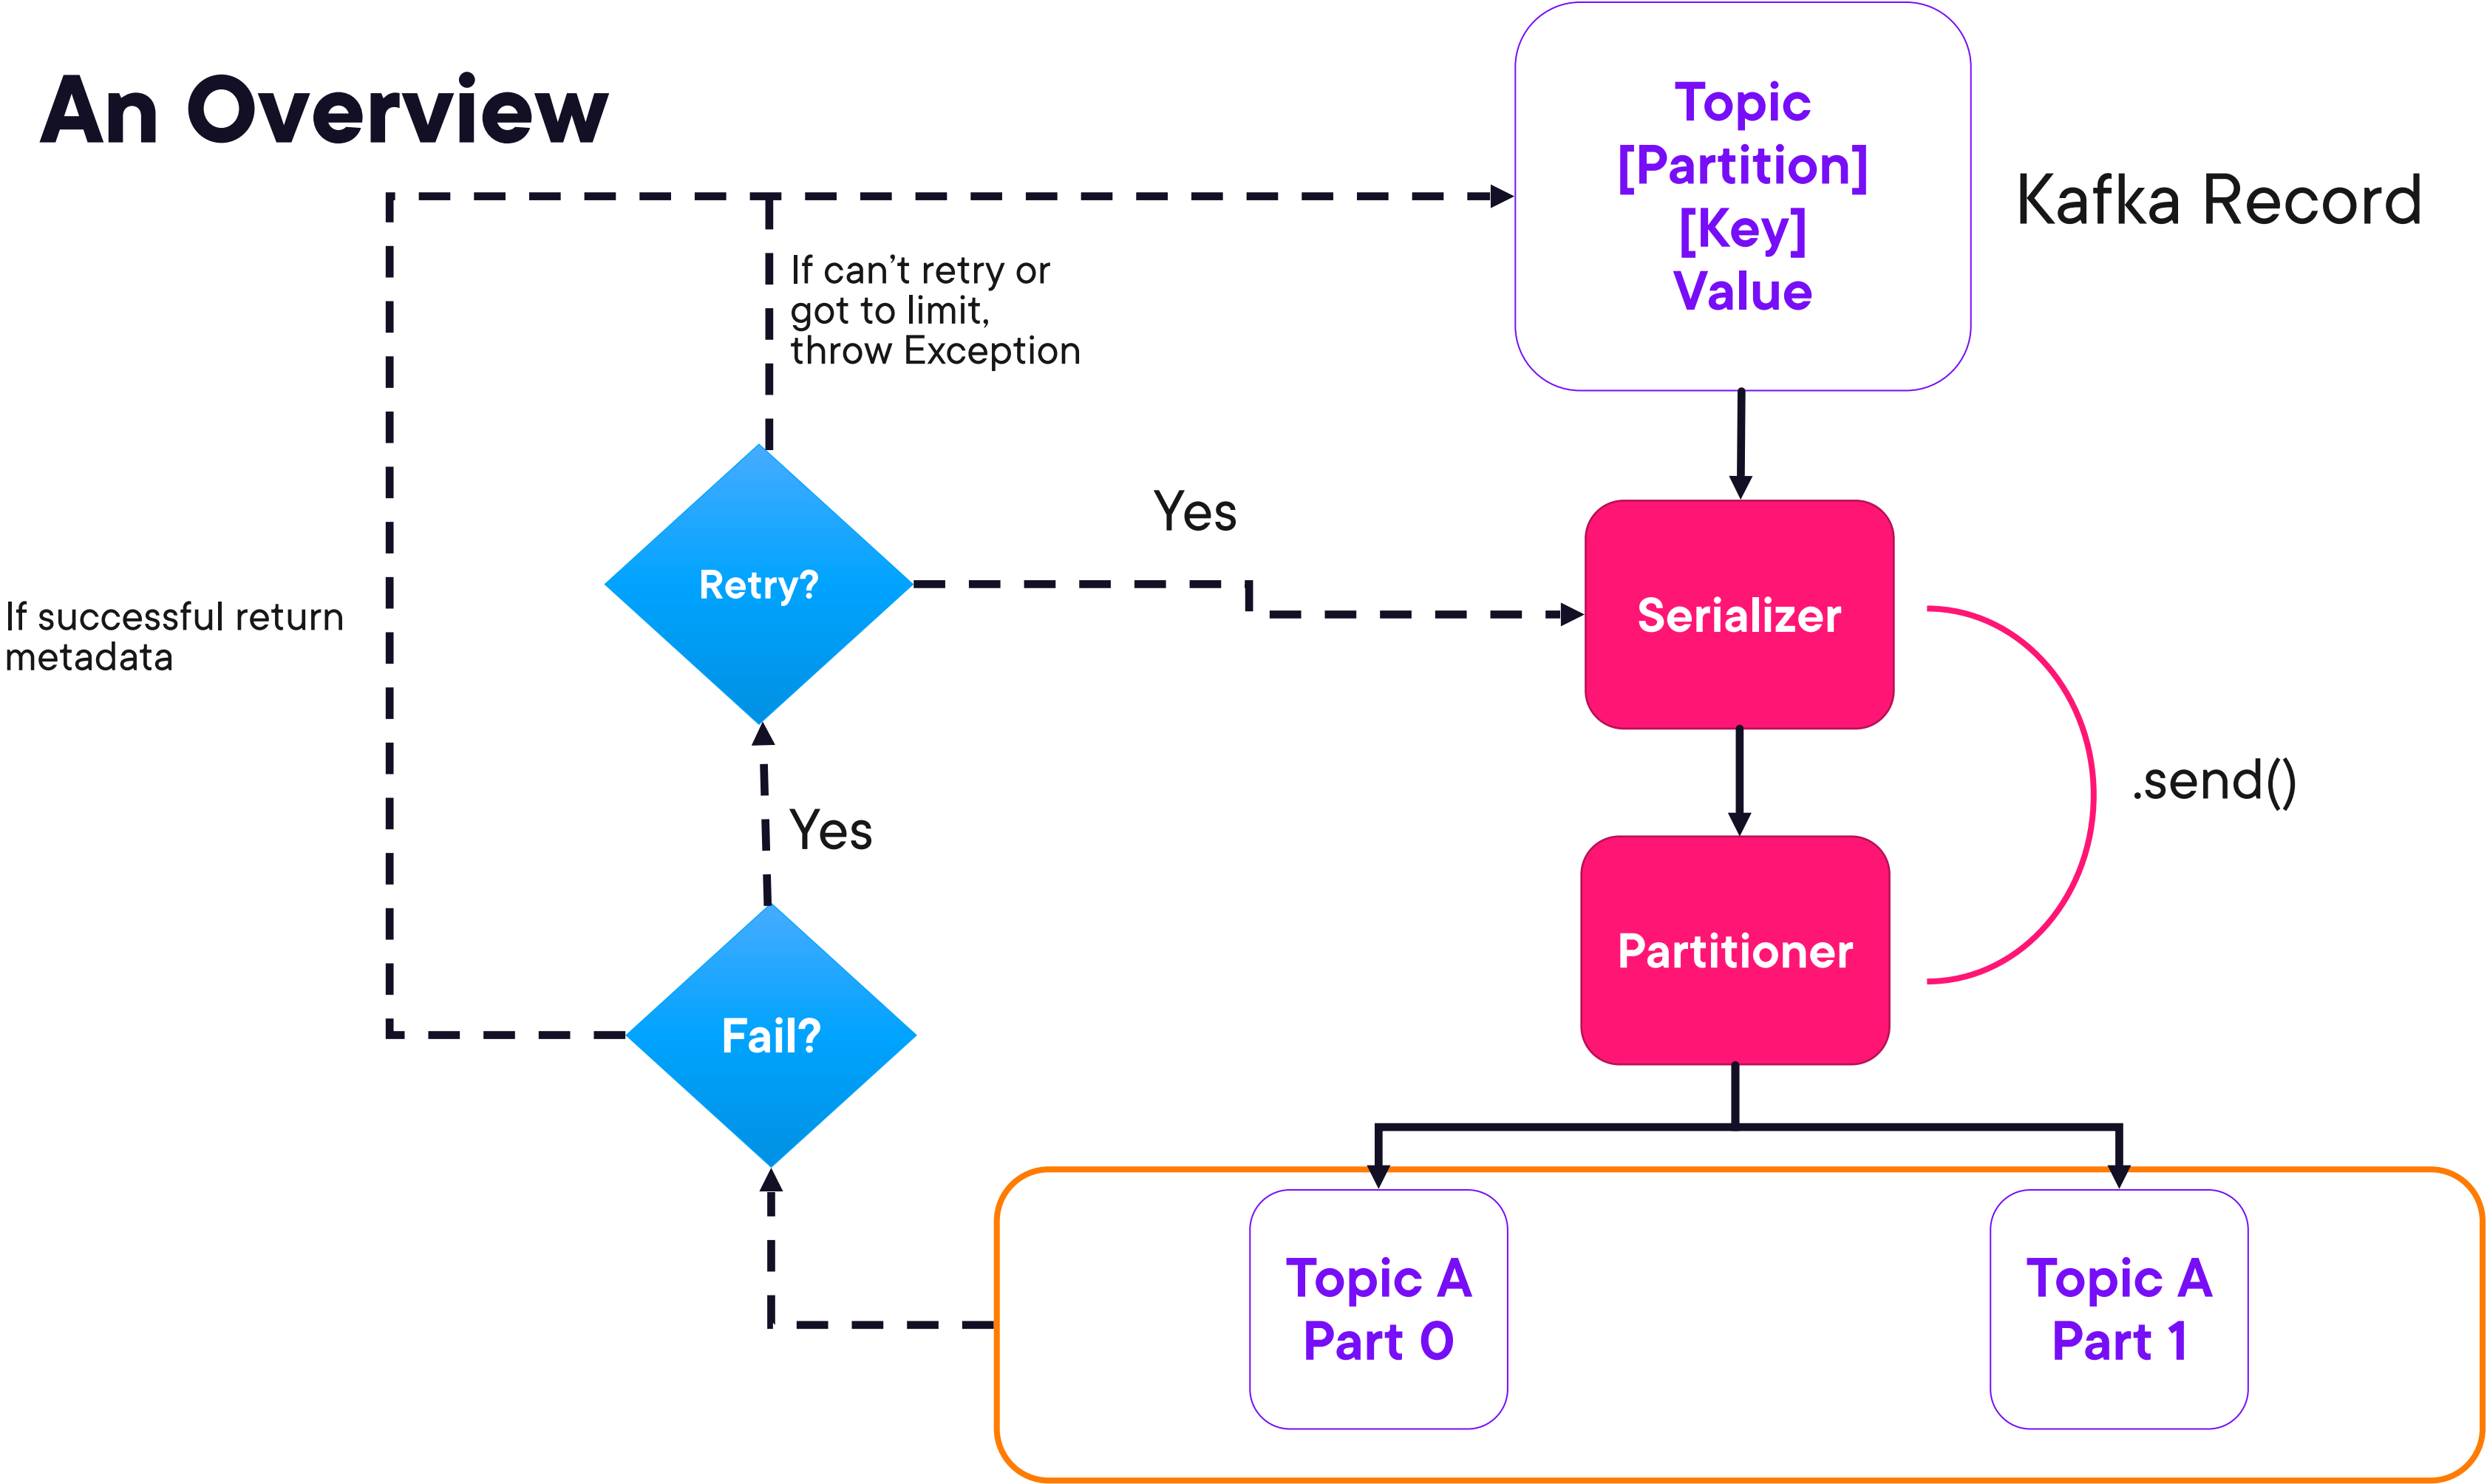 An Overview
Topic
[Partition]
[Key]
Value
Kafka Record
If can’t retry or
got to limit,
throw Exception
Yes
Retry?
Serializer
If successful return
metadata
.send()
Yes
Partitioner
Fail?
Topic A
Part 0
Topic A
Part 1